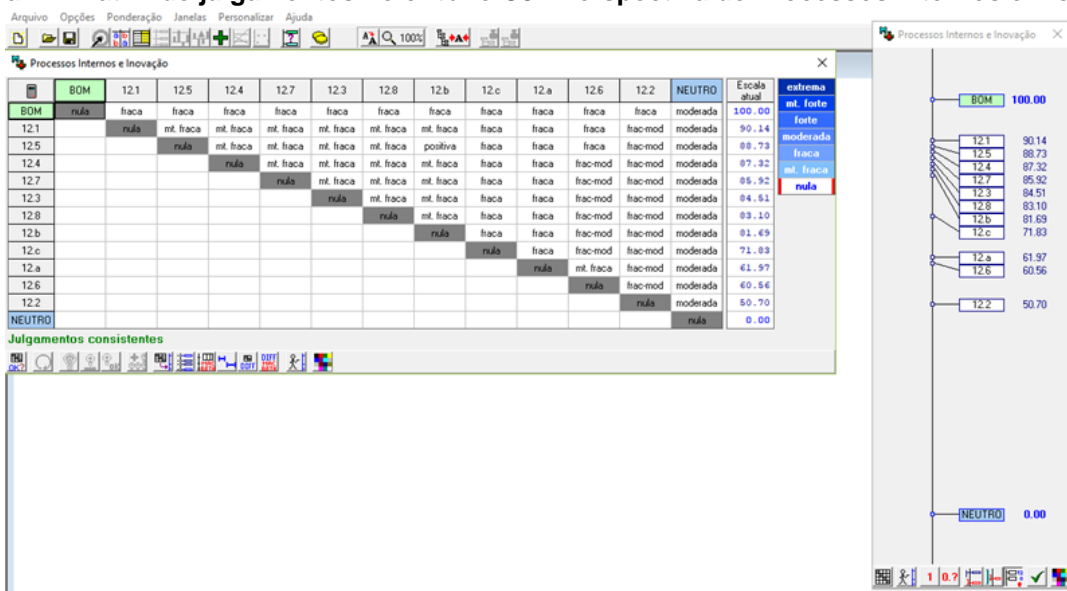 Arquivo Opções Ponderação Janelas Personalizar Ajuda
100%
Processos Internos e Inovação
BOM 12.1 12.5 12.4 12.7 12.3 12.8 12.b 12.c 12.a 12.6 12.2 NEUTRO Escala atual
BOM nula fraca fraca fraca fraca fraca fraca fraca fraca fraca fraca fraca moderada 100.00
12.1 nula mt. fraca mt. fraca mt. fraca mt. fraca mt. fraca mt. fraca fraca fraca fraca frac-mod moderada 90.14
12.5 nula mt. fraca mt. fraca mt. fraca mt. fraca positiva fraca fraca fraca frac-mod moderada 88.73
12.4 nula mt. fraca mt. fraca mt. fraca mt. fraca fraca fraca frac-mod frac-mod moderada 87.32
12.7 nula mt. fraca mt. fraca mt. fraca fraca fraca frac-mod frac-mod moderada 85.92
12.3 nula mt. fraca mt. fraca fraca fraca frac-mod frac-mod moderada 84.51
12.8 nula mt. fraca fraca fraca frac-mod frac-mod moderada 83.10
12.b nula fraca fraca frac-mod frac-mod moderada 81.69
12.c nula fraca frac-mod frac-mod moderada 71.83
12.a nula mt. fraca frac-mod moderada 61.97
12.6 nula frac-mod moderada 60.56
12.2 nula moderada 50.70
NEUTRO nula 0.00
extrema
mt. forte
forte
moderada
fraca
mt. fraca
nula
Julgamentos consistentes
Processos Internos e Inovação
BOM 100.00
12.1 90.14
12.5 88.73
12.4 87.32
12.7 85.92
12.3 84.51
12.8 83.10
12.b 81.69
12.c 71.83
12.a 61.97
12.6 60.56
12.2 50.70
NEUTRO 0.00